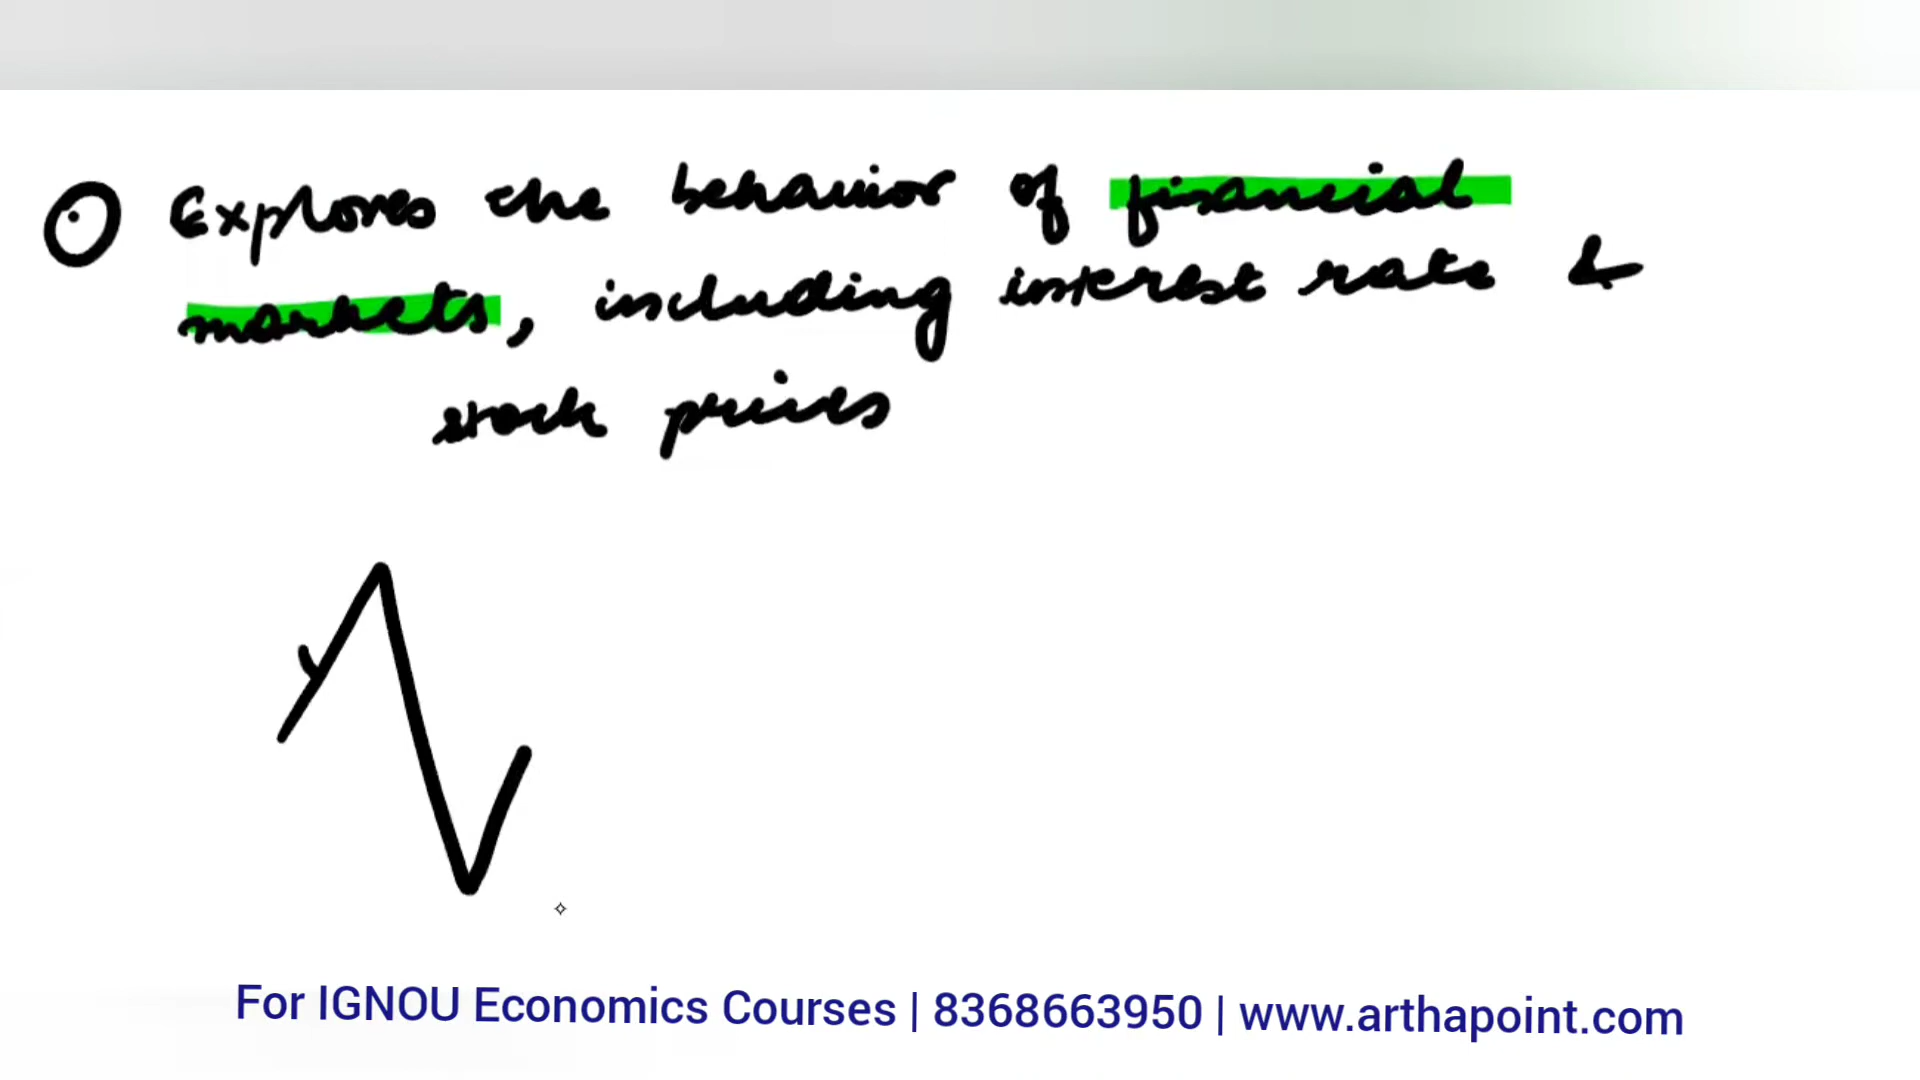 Explores the behavior of financial
markets, including interest rate &
stock prices
For IGNOU Economics Courses | 8368663950 | www.arthapoint.com